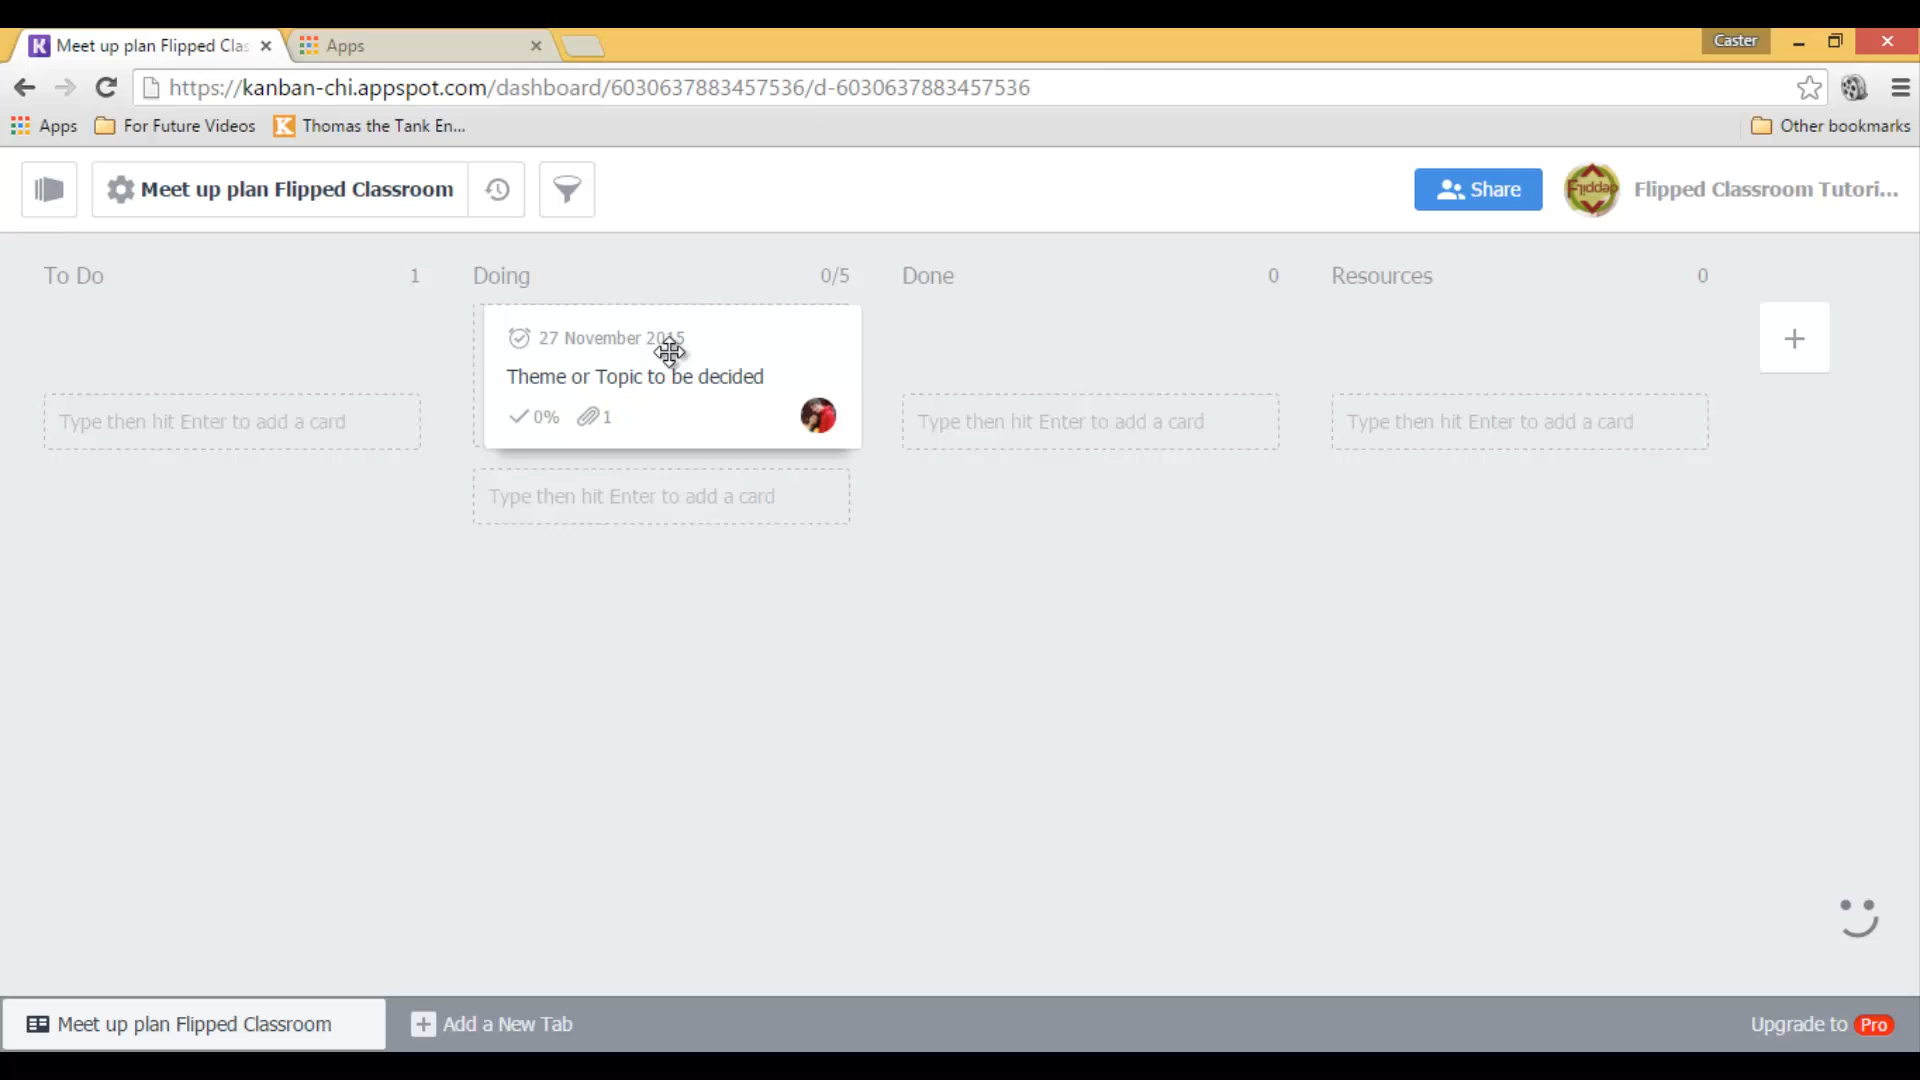 Meet up plan Flipped Clas
Apps
Caster
https://kanban-chi.appspot.com/dashboard/6030637883457536/d-6030637883457536
Apps
For Future Videos
Thomas the Tank En...
Other bookmarks
Meet up plan Flipped Classroom
Share
Flipped
Flipped Classroom Tutori...
To Do 1
Doing 0/5
Done 0
Resources 0
27 November 2015
Theme or Topic to be decided
0% 1
Type then hit Enter to add a card
Type then hit Enter to add a card
Type then hit Enter to add a card
Type then hit Enter to add a card
Meet up plan Flipped Classroom
Add a New Tab
Upgrade to Pro